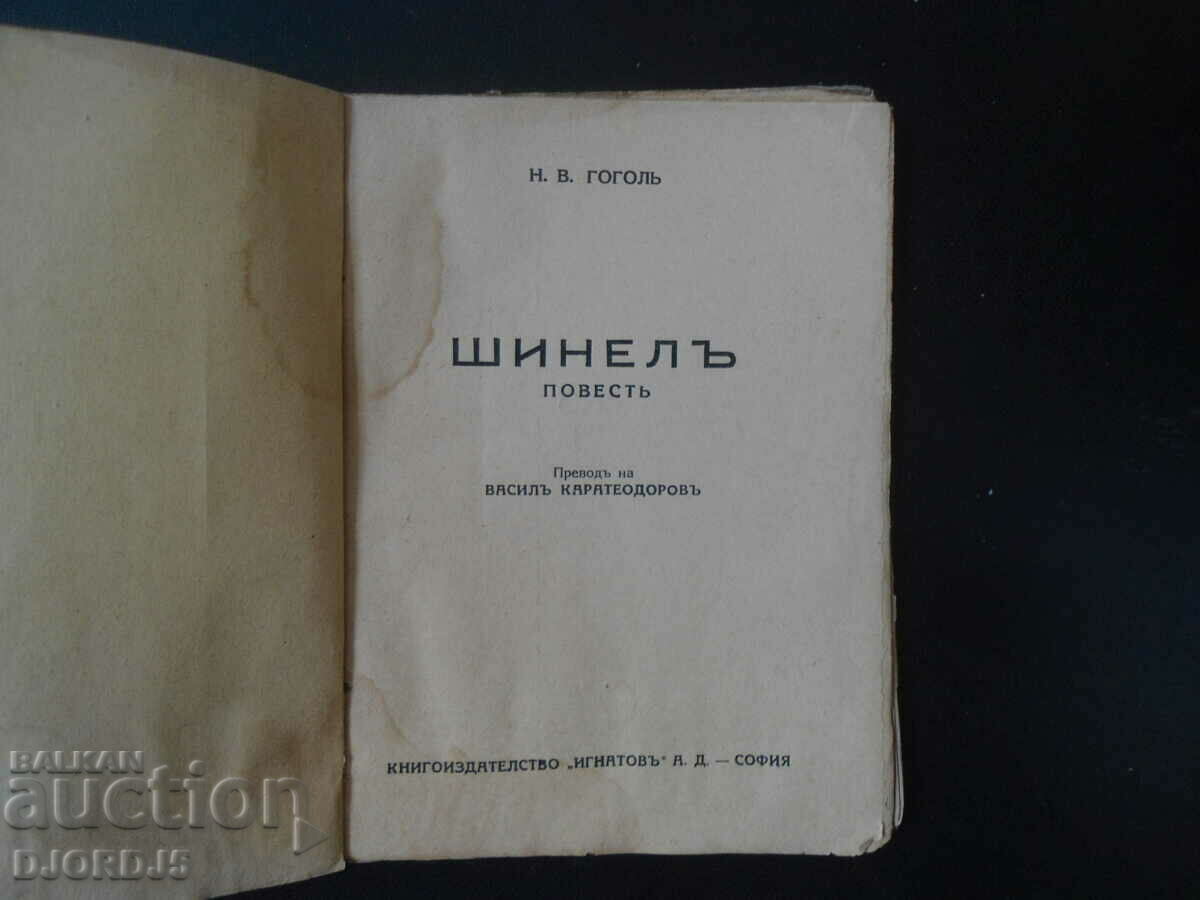 Н. В. ГОГОЛЬ
ШИНЕЛЪ
ПОВЕСТЬ
Преводъ на
ВАСИЛЪ КАРАТЕОДОРОВЪ
КНИГОИЗДАТЕЛСТВО „ИГНАТОВЪ" А. Д. — СОФИЯ
BALKAN
auction
DJORDJ5